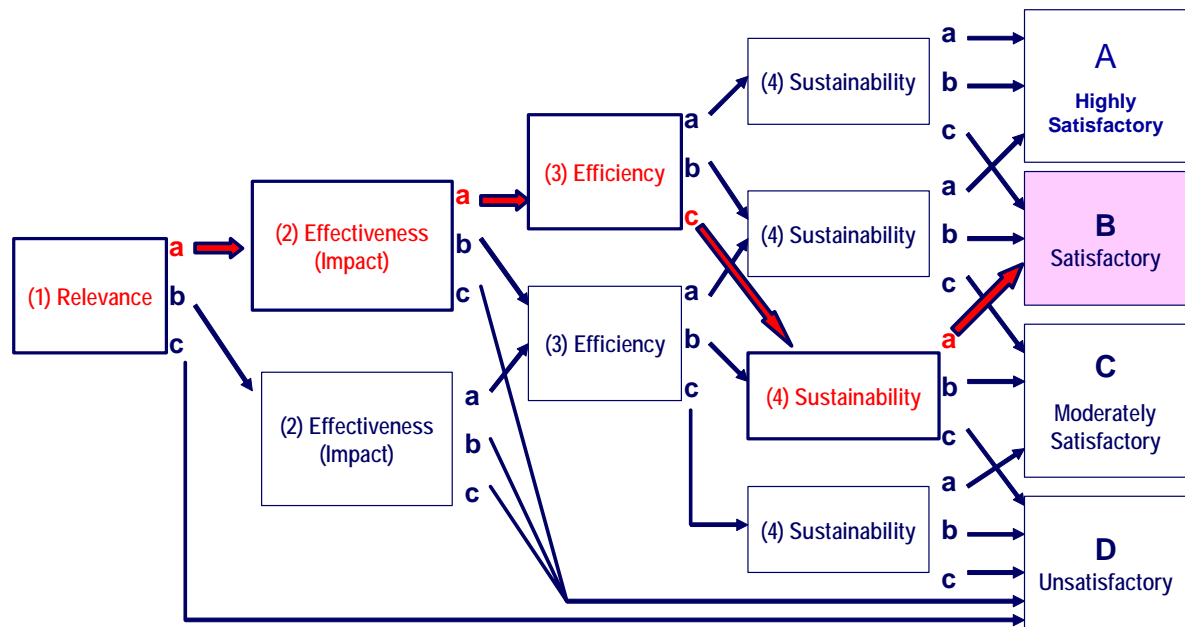 (1) Relevance
a
b
c
(2) Effectiveness
(Impact)
a
b
c
(2) Effectiveness
(Impact)
a
b
c
(3) Efficiency
a
b
c
(3) Efficiency
a
b
c
(4) Sustainability
a
b
c
(4) Sustainability
a
b
c
(4) Sustainability
a
b
c
(4) Sustainability
a
b
c
A
Highly
Satisfactory
B
Satisfactory
C
Moderately
Satisfactory
D
Unsatisfactory